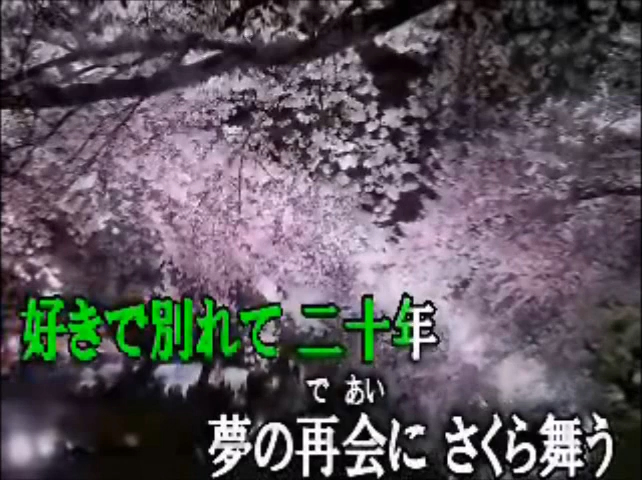 好きで別れて 二十年
で あい
夢の再会に さくら舞う